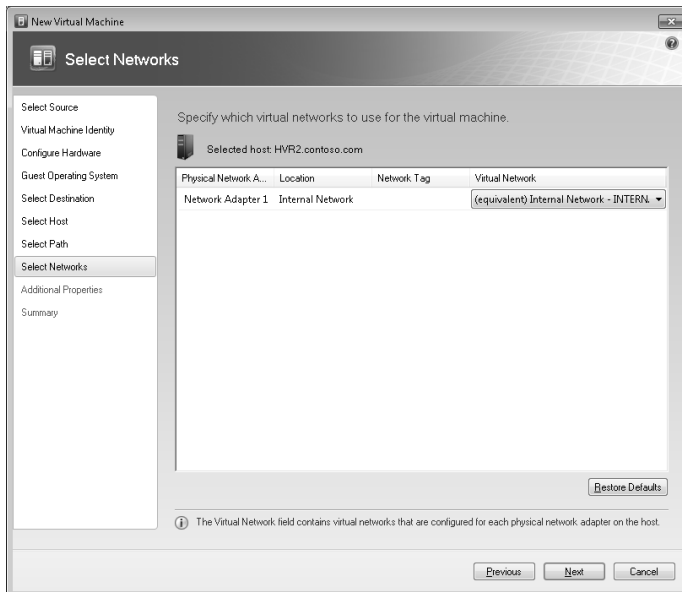 New Virtual Machine
Select Networks
Select Source
Virtual Machine Identity
Configure Hardware
Guest Operating System
Select Destination
Select Host
Select Path
Select Networks
Additional Properties
Summary
Specify which virtual networks to use for the virtual machine.
Selected host: HVR2.contoso.com
Physical Network A... Location Network Tag Virtual Network
Network Adapter 1 Internal Network (equivalent) Internal Network - INTERN.
Restore Defaults
The Virtual Network field contains virtual networks that are configured for each physical network adapter on the host.
Previous Next Cancel